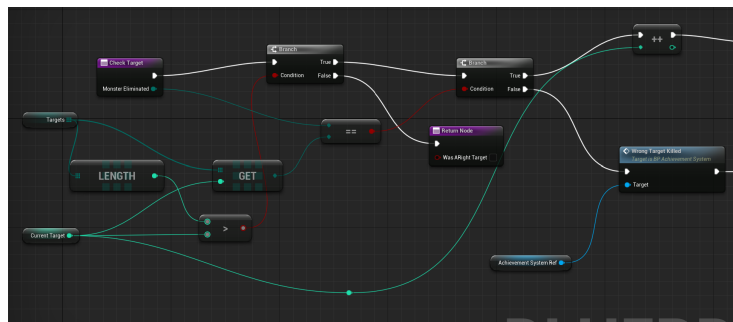 Branch
Check Target
True
Condition
False
Monster Eliminated
Branch
True
Condition
False
++
Targets
==
Return Node
Was ARight Target
LENGTH
GET
Wrong Target Killed
Target is BP Achievement System
Target
>
Current Target
Achievement System Ref